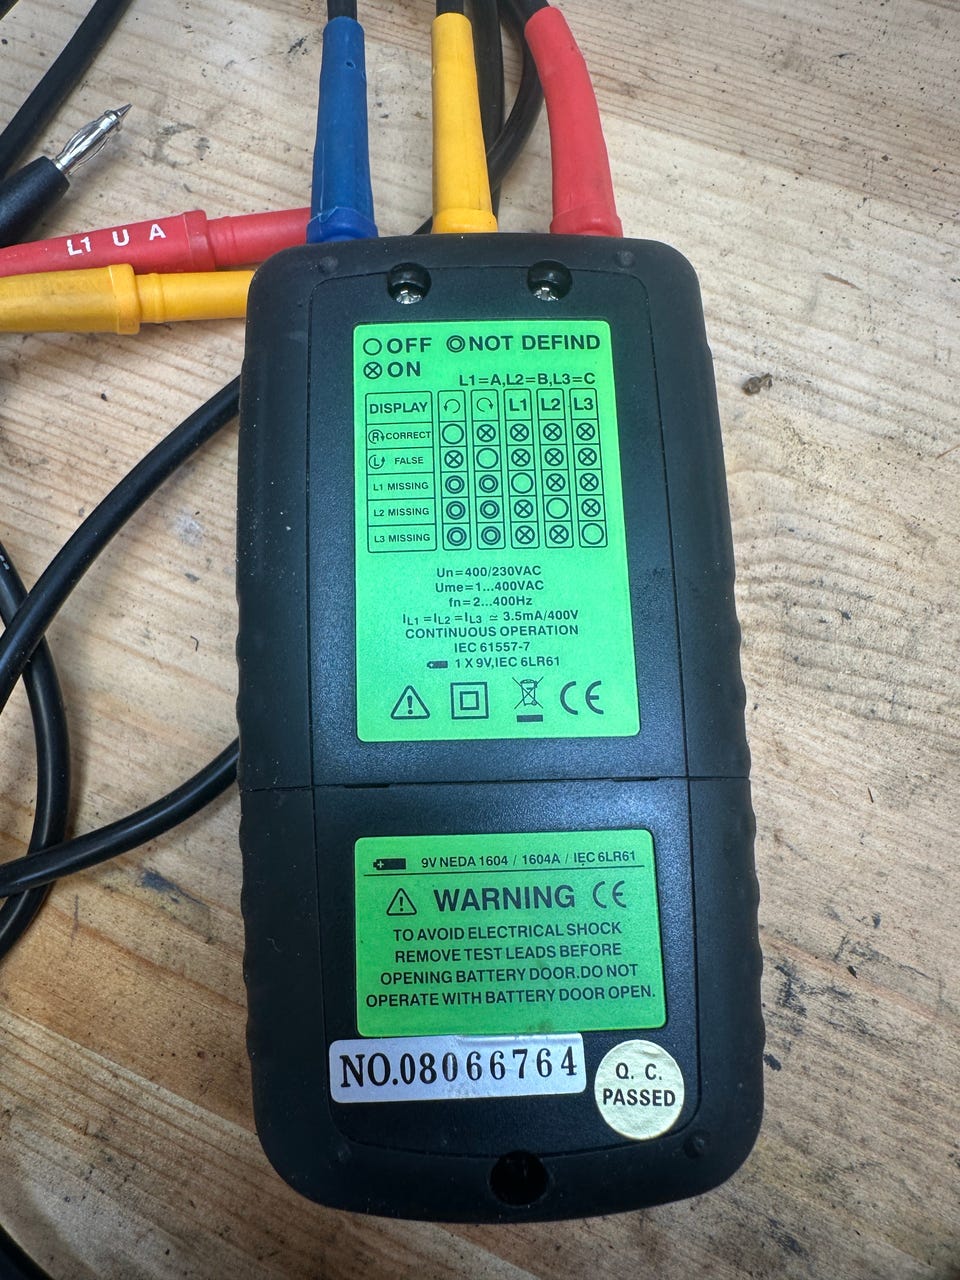 L1 U A
OFF NOT DEFIND
ON
L1=A,L2=B,L3=C
DISPLAY L1 L2 L3
R CORRECT
L FALSE
L1 MISSING
L2 MISSING
L3 MISSING
Un=400/230VAC
Ume=1...400VAC
fn=2...400Hz
IL1=IL2=IL3 ≃ 3.5mA/400V
CONTINUOUS OPERATION
IEC 61557-7
1 X 9V,IEC 6LR61
CE
9V NEDA 1604 / 1604A / IEC 6LR61
WARNING CE
TO AVOID ELECTRICAL SHOCK
REMOVE TEST LEADS BEFORE
OPENING BATTERY DOOR.DO NOT
OPERATE WITH BATTERY DOOR OPEN.
NO.08066764
Q. C.
PASSED